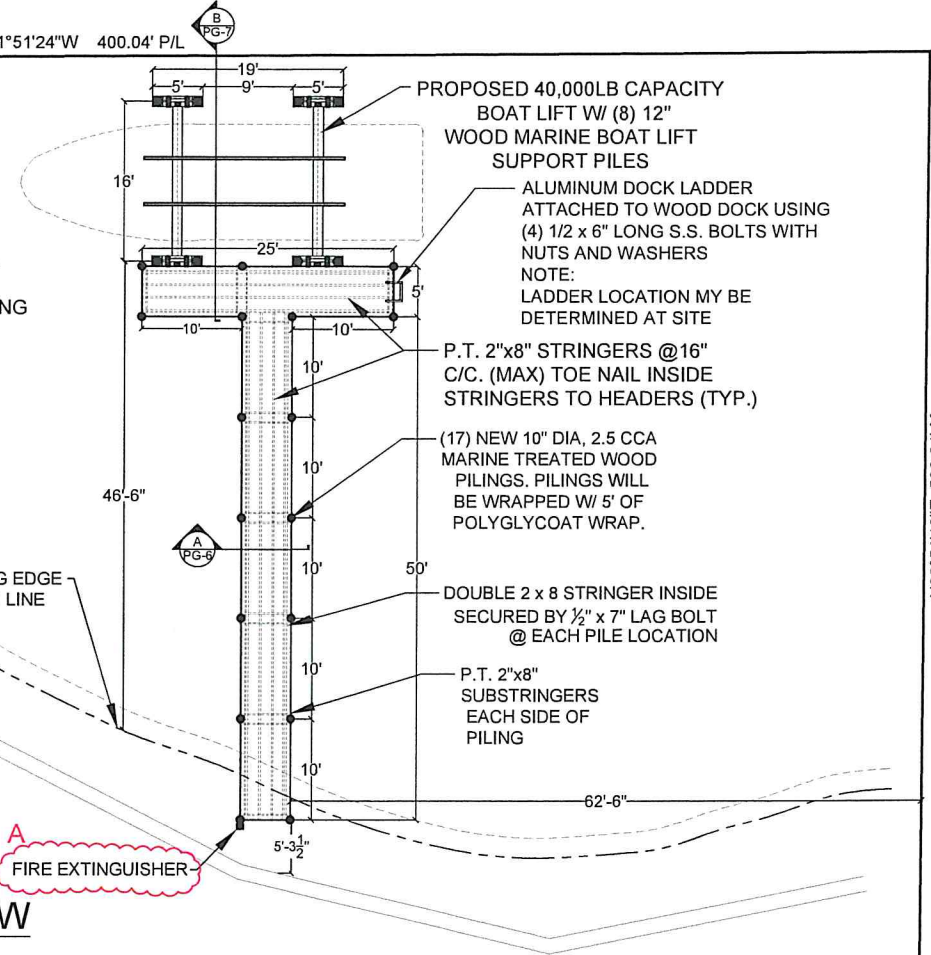 1°51'24"W 400.04' P/L
B
PG-7
19'
5'
9'
5'
16'
PROPOSED 40,000LB CAPACITY
BOAT LIFT W/ (8) 12"
WOOD MARINE BOAT LIFT
SUPPORT PILES
ALUMINUM DOCK LADDER
ATTACHED TO WOOD DOCK USING
(4) 1/2 x 6" LONG S.S. BOLTS WITH
NUTS AND WASHERS
NOTE:
LADDER LOCATION MY BE
DETERMINED AT SITE
25'
5'
NG
10'
10'
10'
P.T. 2"x8" STRINGERS @16"
C/C. (MAX) TOE NAIL INSIDE
STRINGERS TO HEADERS (TYP.)
(17) NEW 10" DIA, 2.5 CCA
MARINE TREATED WOOD
PILINGS. PILINGS WILL
BE WRAPPED W/ 5' OF
POLYGLYCOAT WRAP.
10'
46'-6"
A
PG-6
10'
50'
G EDGE
LINE
DOUBLE 2 x 8 STRINGER INSIDE
SECURED BY ½" x 7" LAG BOLT
@ EACH PILE LOCATION
10'
P.T. 2"x8"
SUBSTRINGERS
EACH SIDE OF
PILING
10'
62'-6"
5'-3½"
A
FIRE EXTINGUISHER
W